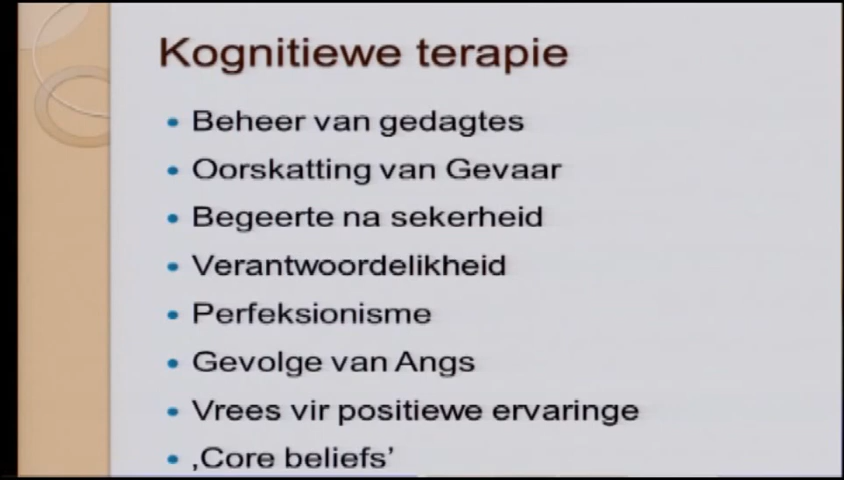 Kognitiewe terapie
Beheer van gedagtes
Oorskatting van Gevaar
Begeerte na sekerheid
Verantwoordelikheid
Perfeksionisme
Gevolge van Angs
Vrees vir positiewe ervaringe
‚Core beliefs’